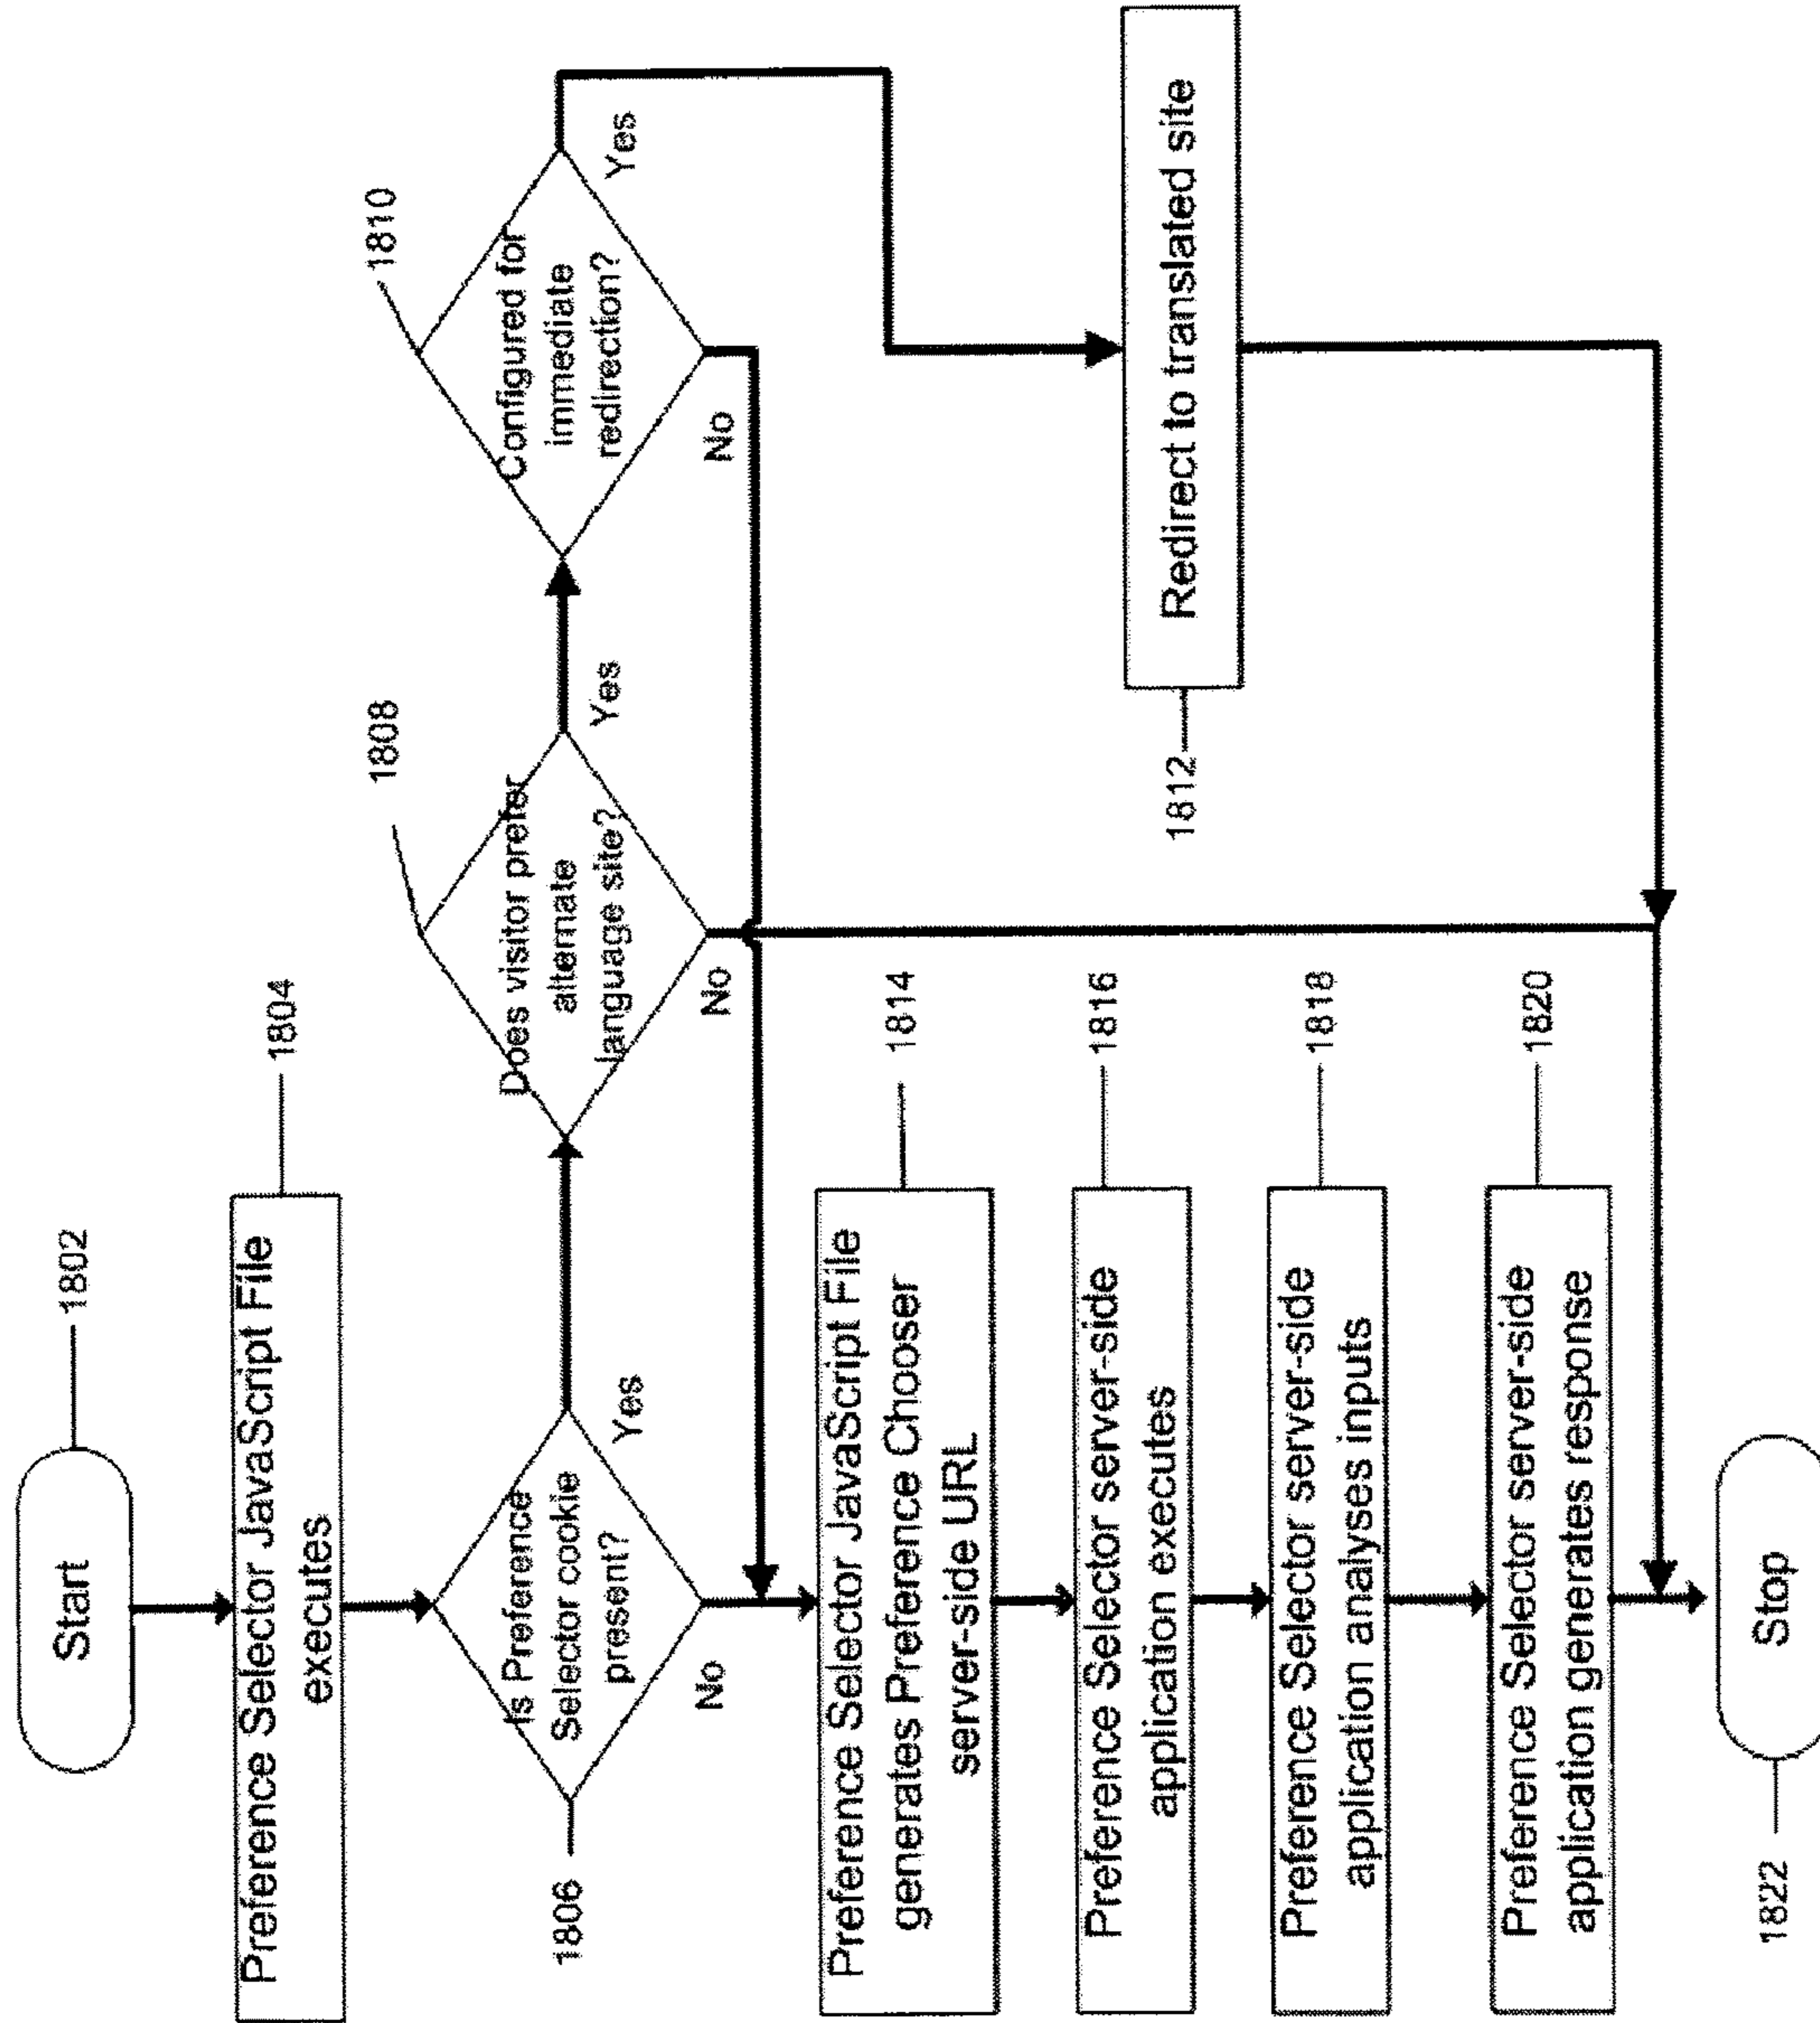 Start
1802
Preference Selector JavaScript File
executes
1804
Is Preference
Selector cookie
present?
1806
Yes
No
Does visitor prefer
alternate
language site?
1808
Yes
No
Configured for
immediate
redirection?
1810
Yes
No
Redirect to translated site
1812
Preference Selector JavaScript File
generates Preference Chooser
server-side URL
1814
Preference Selector server-side
application executes
1816
Preference Selector server-side
application analyses inputs
1818
Preference Selector server-side
application generates response
1820
Stop
1822